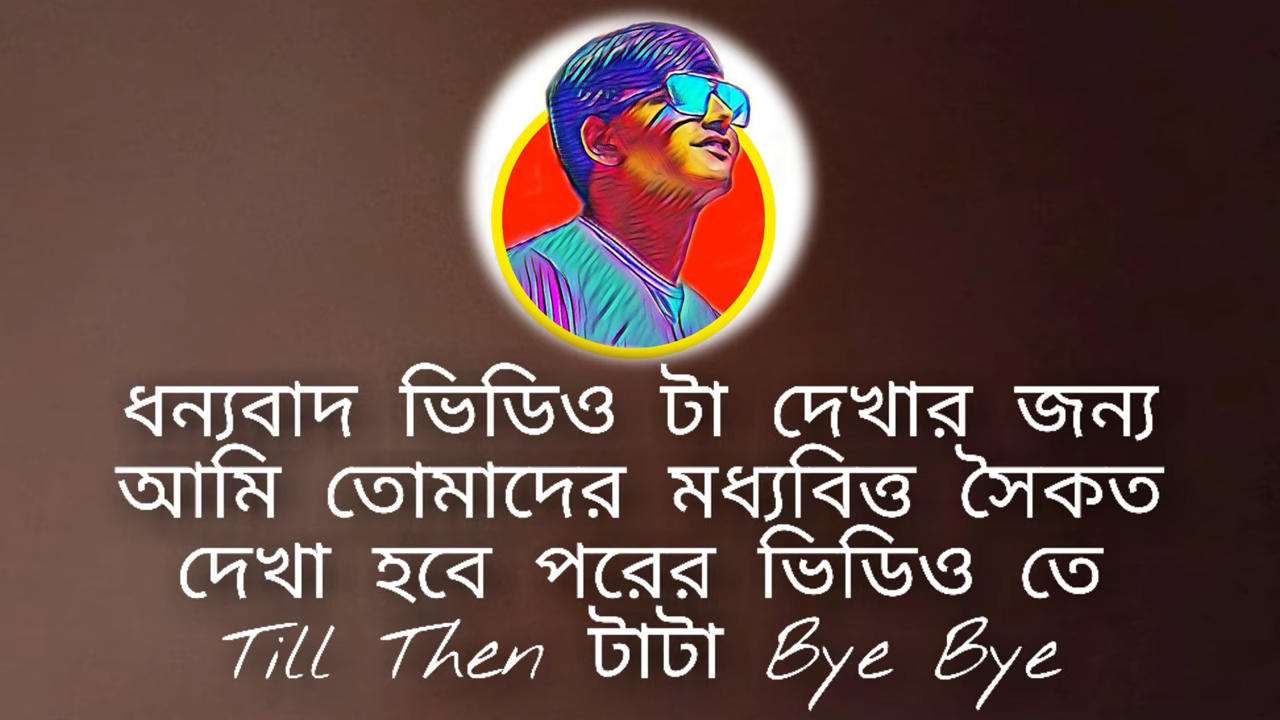 ধন্যবাদ ভিডিও টা দেখার জন্য
আমি তোমাদের মধ্যবিত্ত সৈকত
দেখা হবে পরের ভিডিও তে
Till Then টাটা Bye Bye